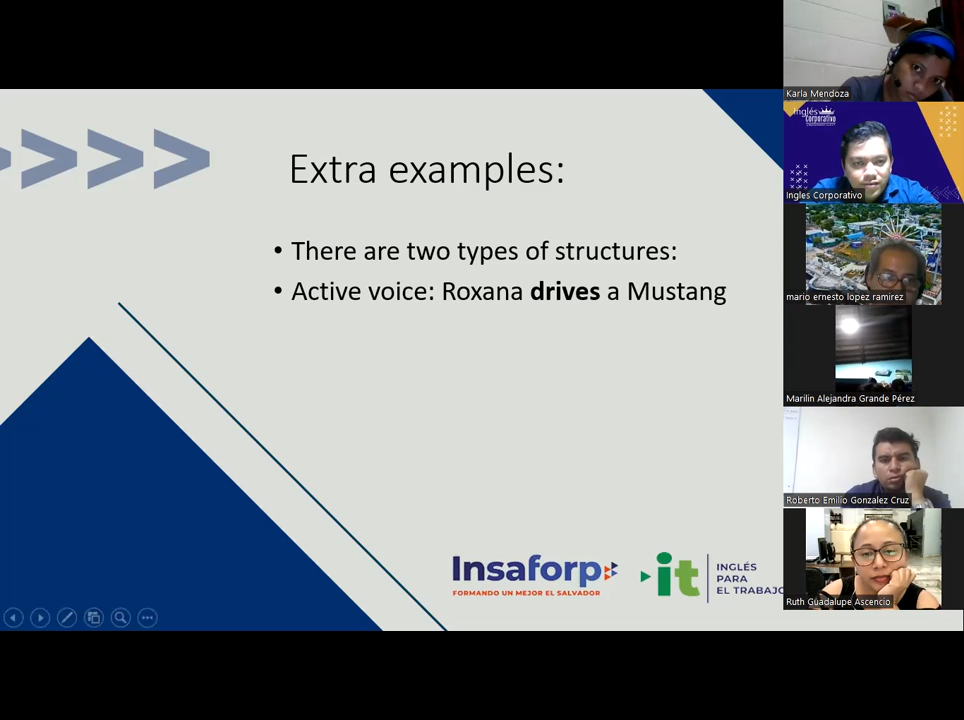 Extra examples:
• There are two types of structures:
• Active voice: Roxana drives a Mustang
Insaforp
FORMANDO UN MEJOR EL SALVADOR
it
INGLÉS
PARA
EL TRABAJO
Karla Mendoza
Inglés
Corporativo
Ingles Corporativo
mario ernesto lopez ramirez
Marilin Alejandra Grande Pérez
Roberto Emilio Gonzalez Cruz
Ruth Guadalupe Ascencio